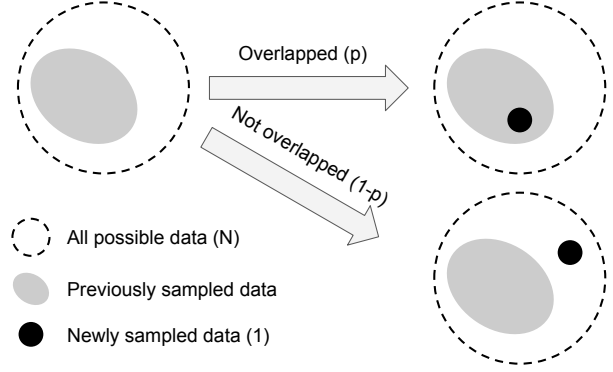 Overlapped (p)
Not overlapped (1-p)
All possible data (N)
Previously sampled data
Newly sampled data (1)